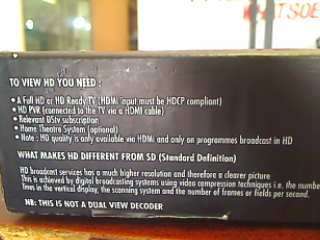 WHATSOE
TO VIEW HD YOU NEED :
• A Full HD or HD Ready TV (HDMI input must be HDCP compliant)
• HD PVR (connected to the TV via a HDMI cable)
• Relevant DStv subscription
• Home Theatre System (optional)
• Note : HD quality is only available via HDMI and only on programmes broadcast in HD
WHAT MAKES HD DIFFERENT FROM SD (Standard Definition)
HD broadcast services has a much higher resolution and therefore a clearer picture
This is achieved by digital broadcasting systems using video compression techniques i.e. the number
lines in the vertical display, the scanning system and the number of frames or fields per second.
NB: THIS IS NOT A DUAL VIEW DECODER